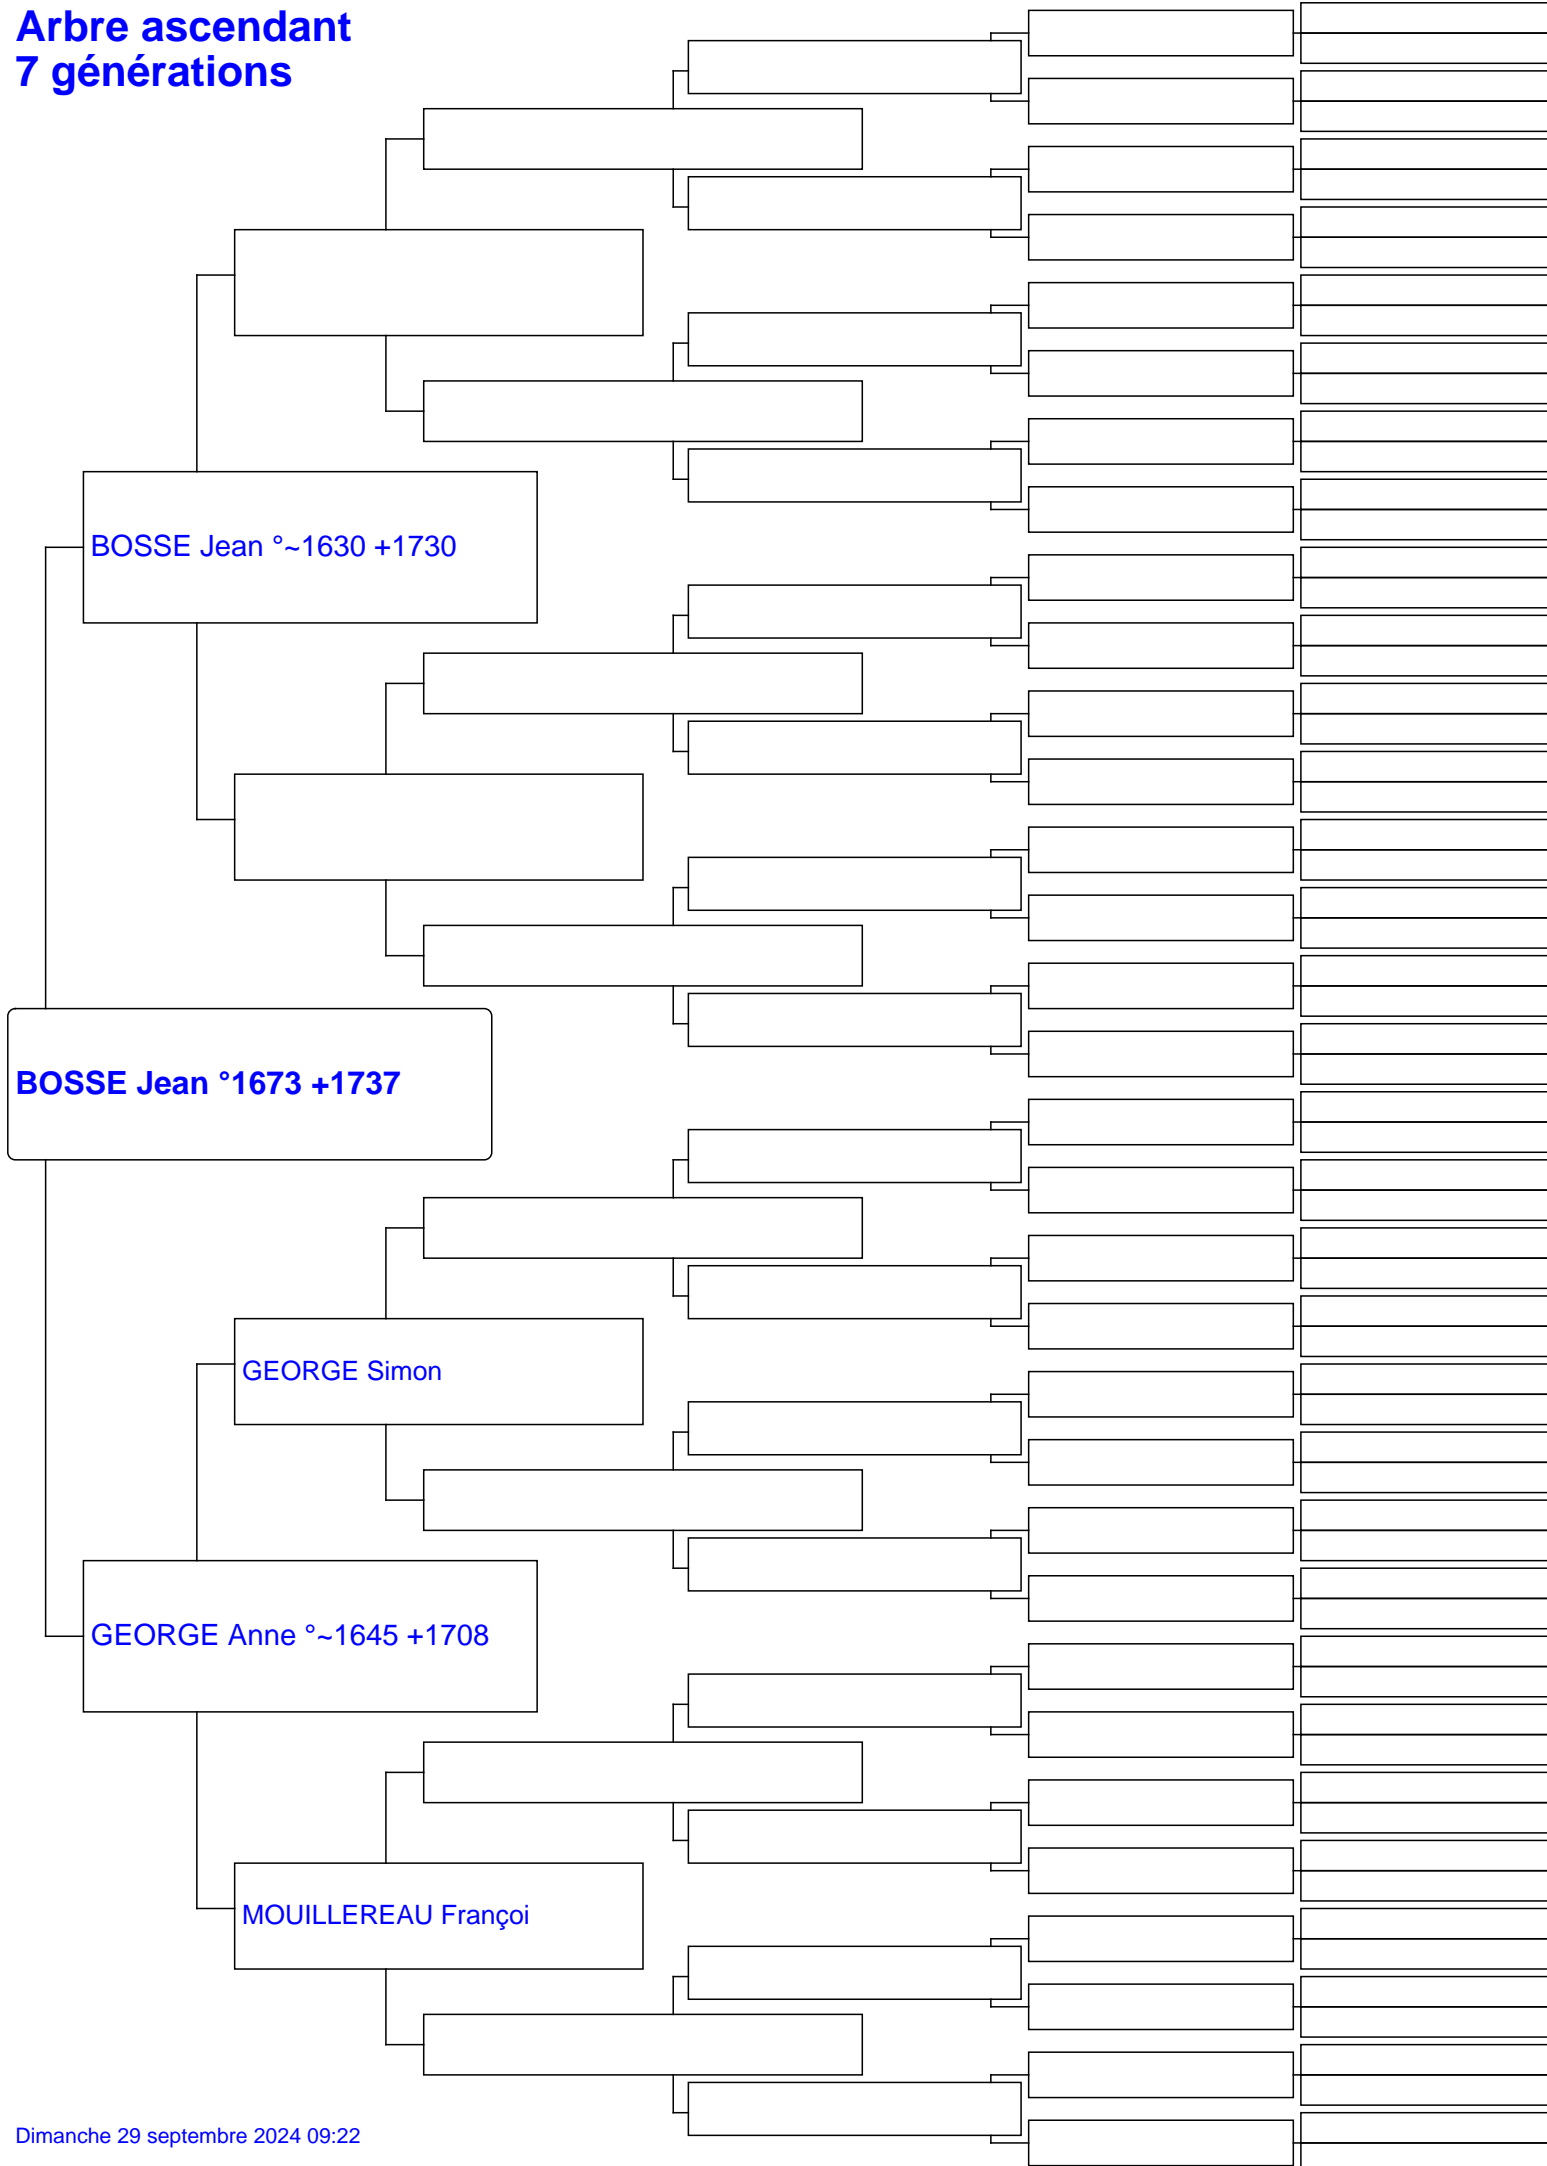 Arbre ascendant
7 générations
BOSSE Jean °~1630 +1730
BOSSE Jean °1673 +1737
GEORGE Simon
GEORGE Anne °~1645 +1708
MOUILLEREAU Françoi
Dimanche 29 septembre 2024 09:22